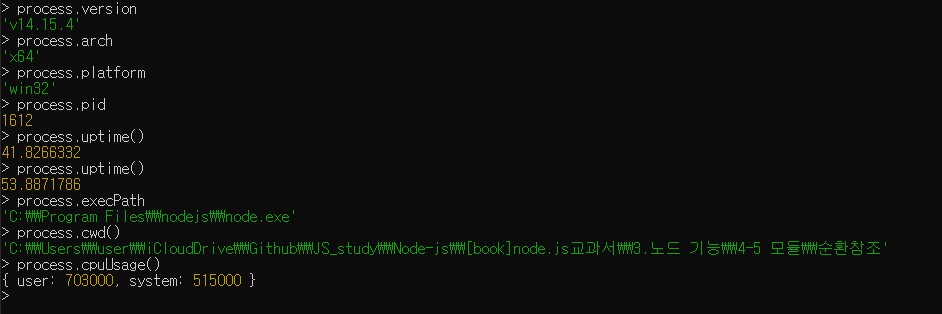 > process.version
'v14.15.4'
> process.arch
'x64'
> process.platform
'win32'
> process.pid
1612
> process.uptime()
41.8266332
> process.uptime()
53.8871786
> process.execPath
'C:₩₩Program Files₩₩nodejs₩₩node.exe'
> process.cwd()
'C:₩₩Users₩₩user₩₩iCloudDrive₩₩Github₩₩JS_study₩₩Node-js₩₩[book]node.js교과서₩₩3.노드 기능₩₩4-5 모듈₩₩순환참조'
> process.cpuUsage()
{ user: 703000, system: 515000 }
>